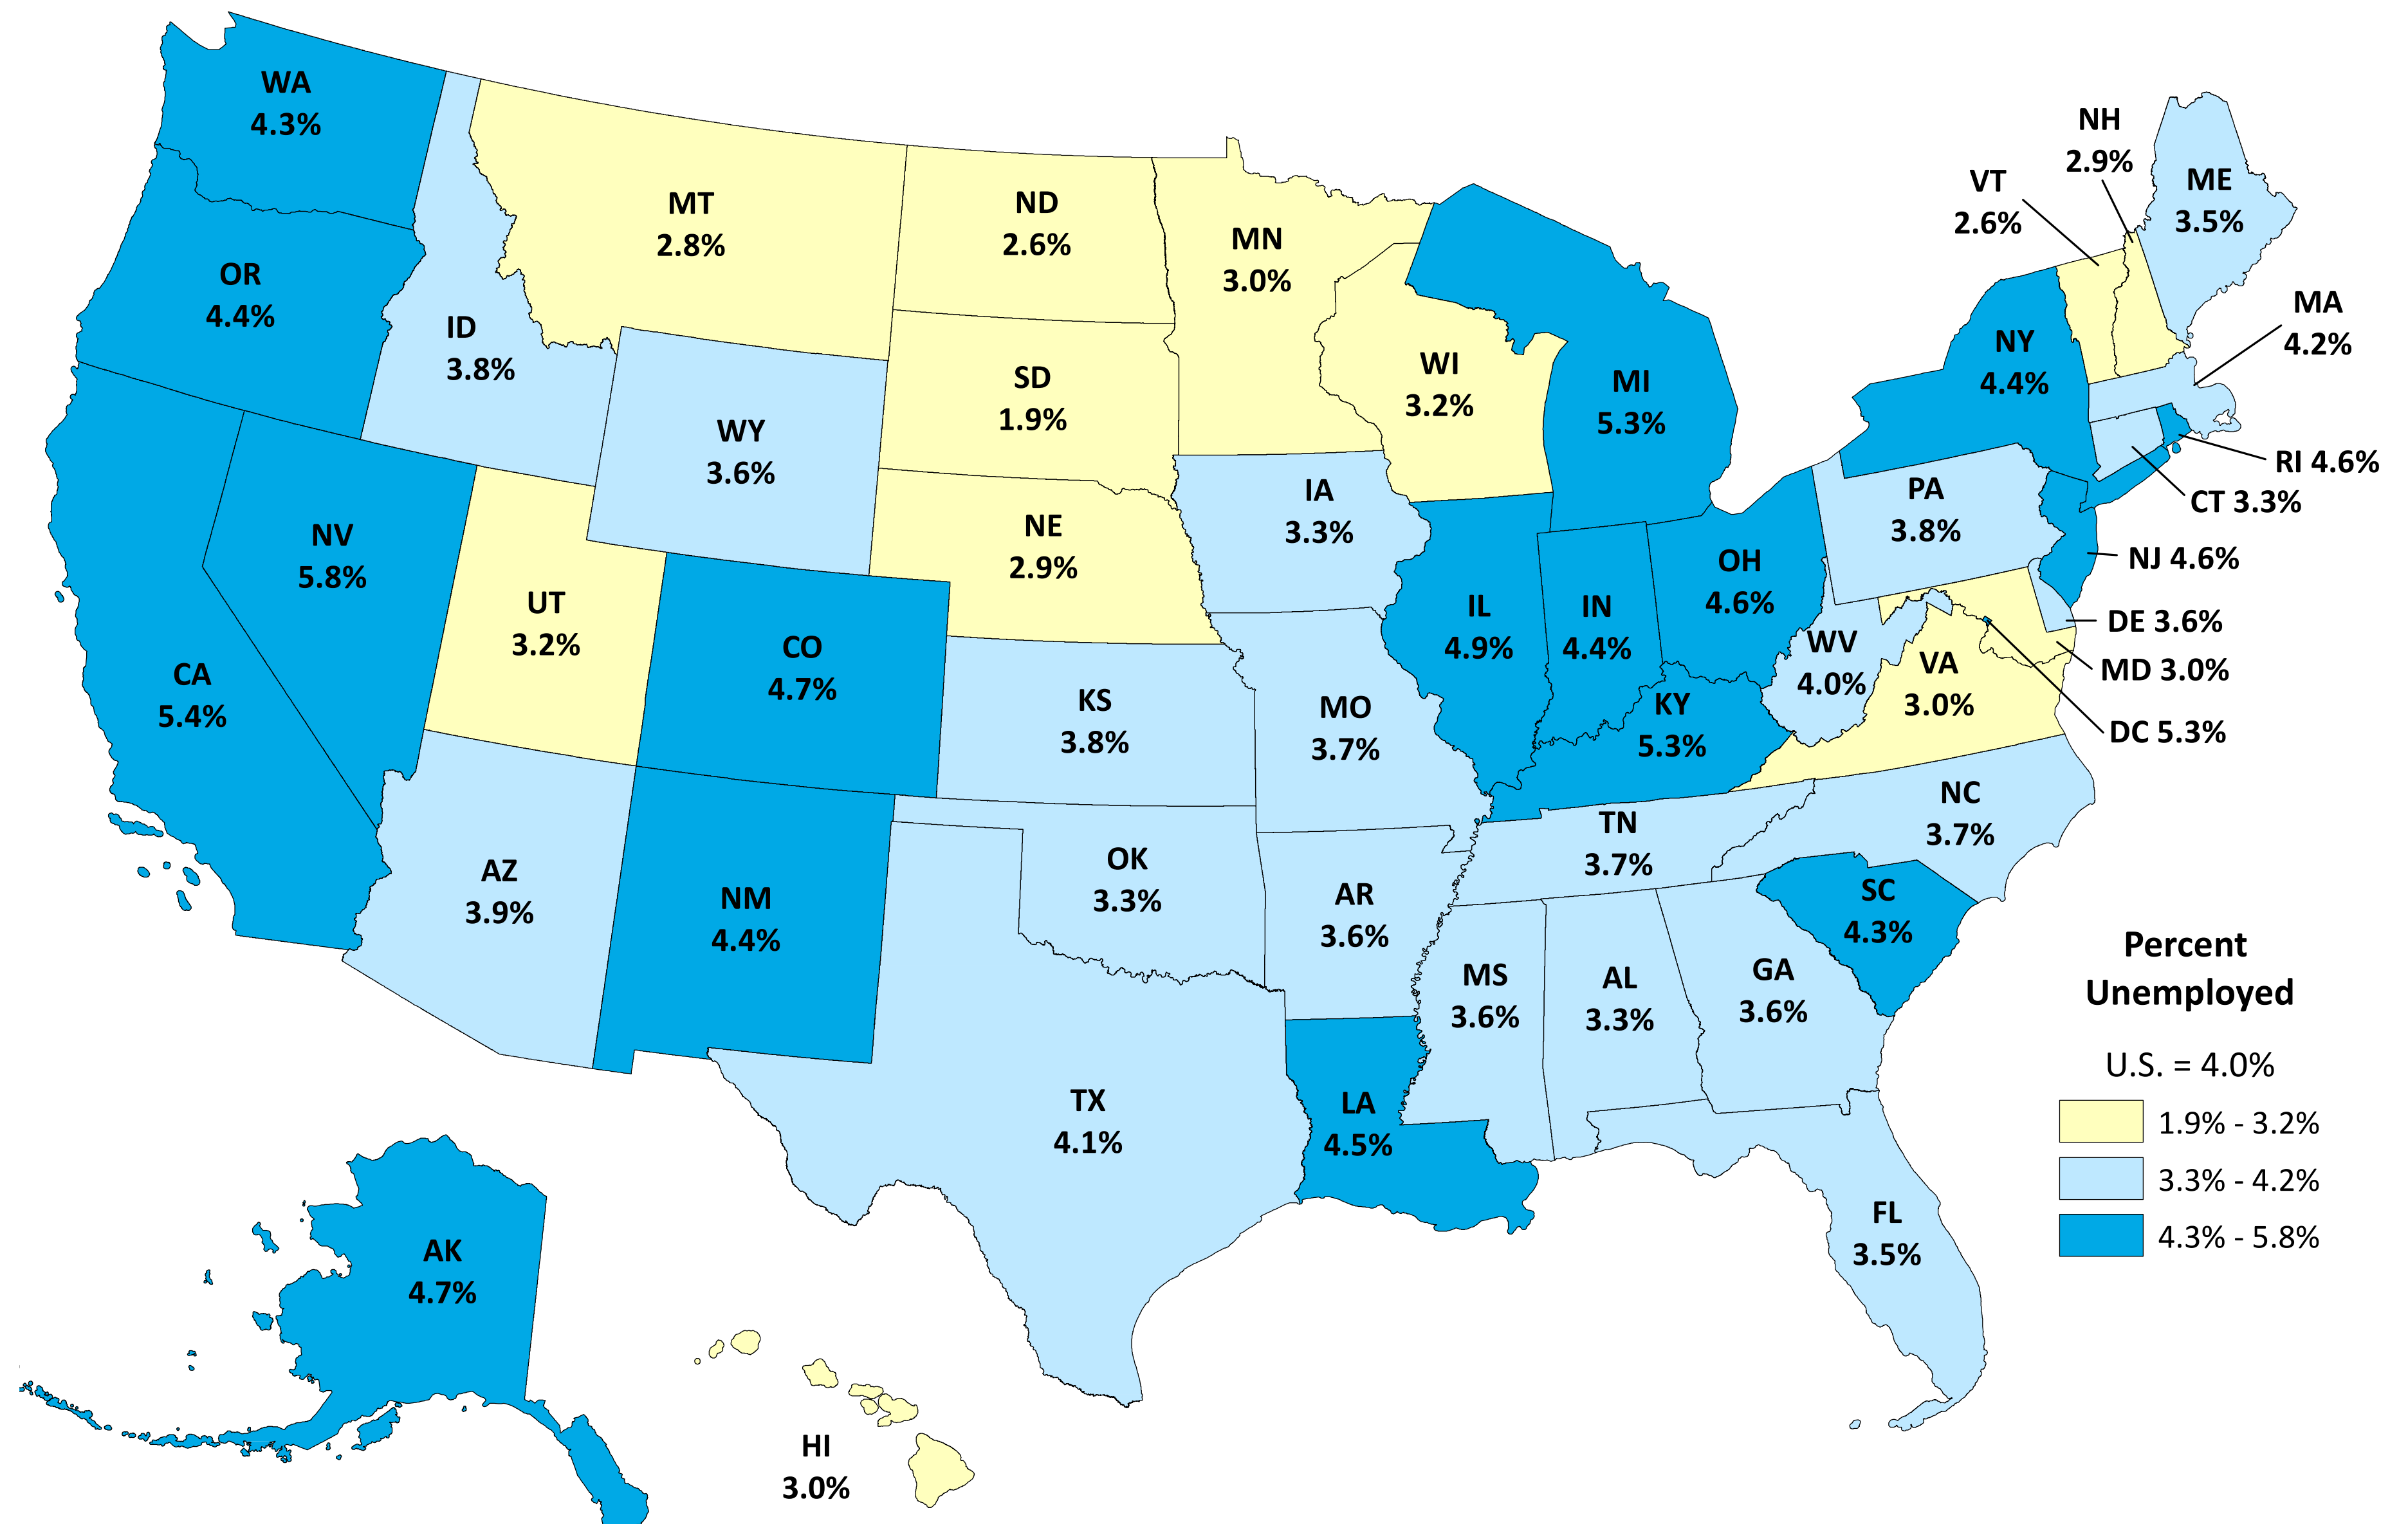 WA
4.3%
OR
4.4%
CA
5.4%
NV
5.8%
ID
3.8%
MT
2.8%
WY
3.6%
UT
3.2%
CO
4.7%
AZ
3.9%
NM
4.4%
ND
2.6%
SD
1.9%
NE
2.9%
KS
3.8%
OK
3.3%
TX
4.1%
MN
3.0%
IA
3.3%
MO
3.7%
AR
3.6%
LA
4.5%
WI
3.2%
IL
4.9%
MI
5.3%
IN
4.4%
OH
4.6%
KY
5.3%
TN
3.7%
MS
3.6%
AL
3.3%
GA
3.6%
FL
3.5%
SC
4.3%
NC
3.7%
VA
3.0%
WV
4.0%
PA
3.8%
NY
4.4%
VT
2.6%
NH
2.9%
ME
3.5%
MA
4.2%
RI 4.6%
CT 3.3%
NJ 4.6%
DE 3.6%
MD 3.0%
DC 5.3%
AK
4.7%
HI
3.0%
Percent
Unemployed
U.S. = 4.0%
1.9% - 3.2%
3.3% - 4.2%
4.3% - 5.8%